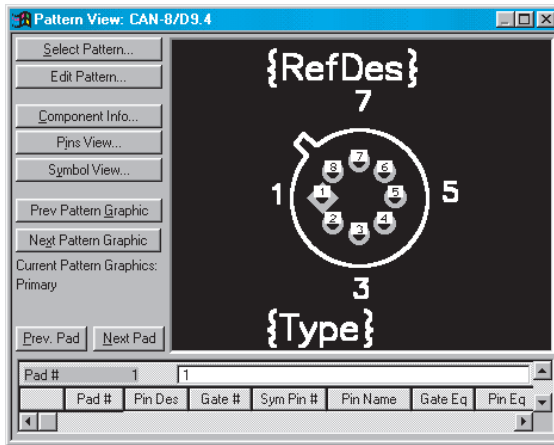 Pattern View: CAN-8/D9.4
Select Pattern...
Edit Pattern...
Component Info...
Pins View...
Symbol View...
Prev Pattern Graphic
Next Pattern Graphic
Current Pattern Graphics:
Primary
Prev. Pad Next Pad
{RefDes}
7
8 7 6
1 1 5 5
2 3 4
3
{Type}
Pad # 1 1
Pad # Pin Des Gate # Sym Pin # Pin Name Gate Eq Pin Eq